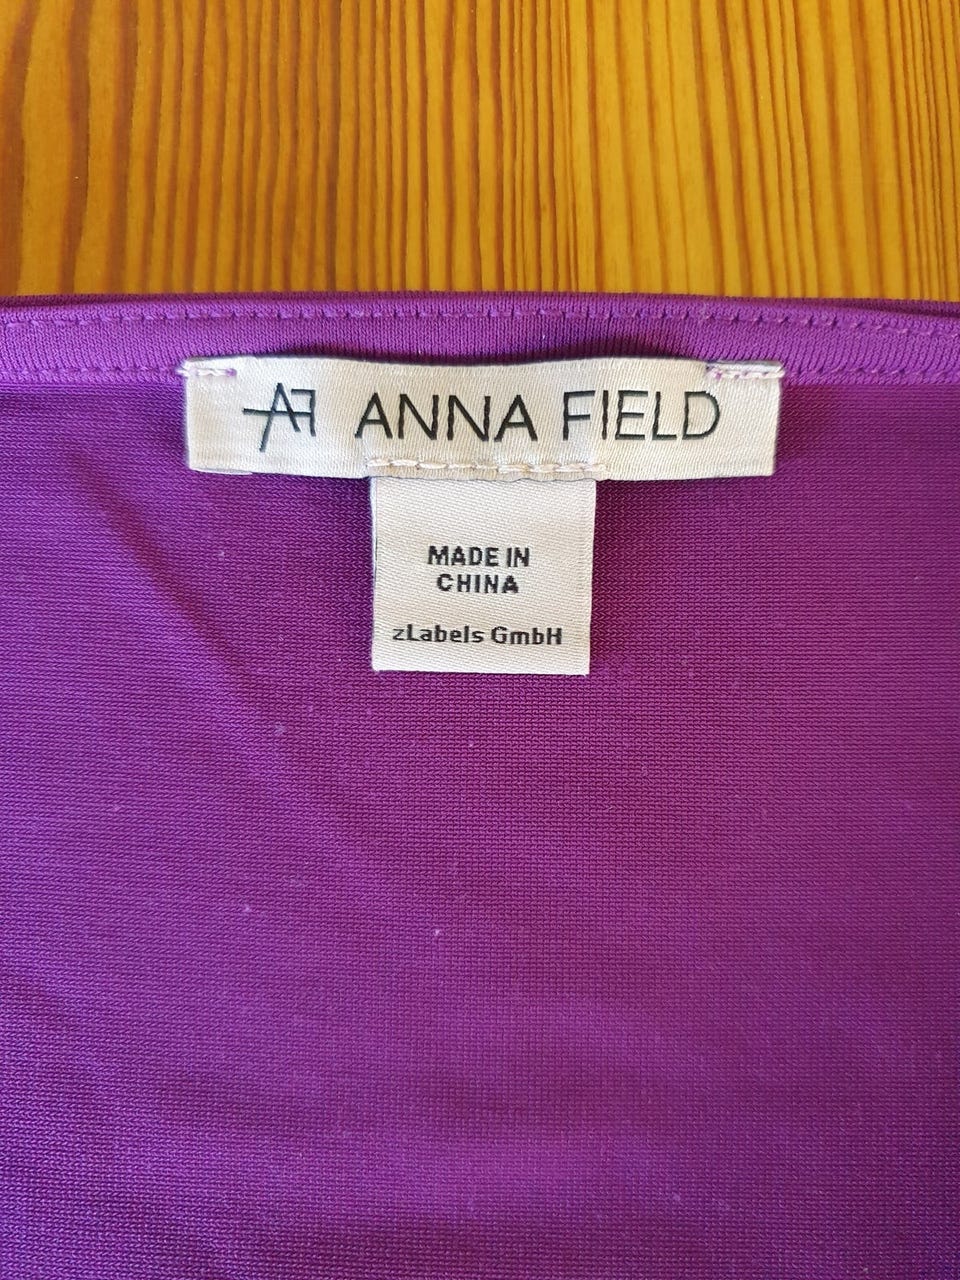 AF ANNA FIELD
MADE IN
CHINA
zLabels GmbH